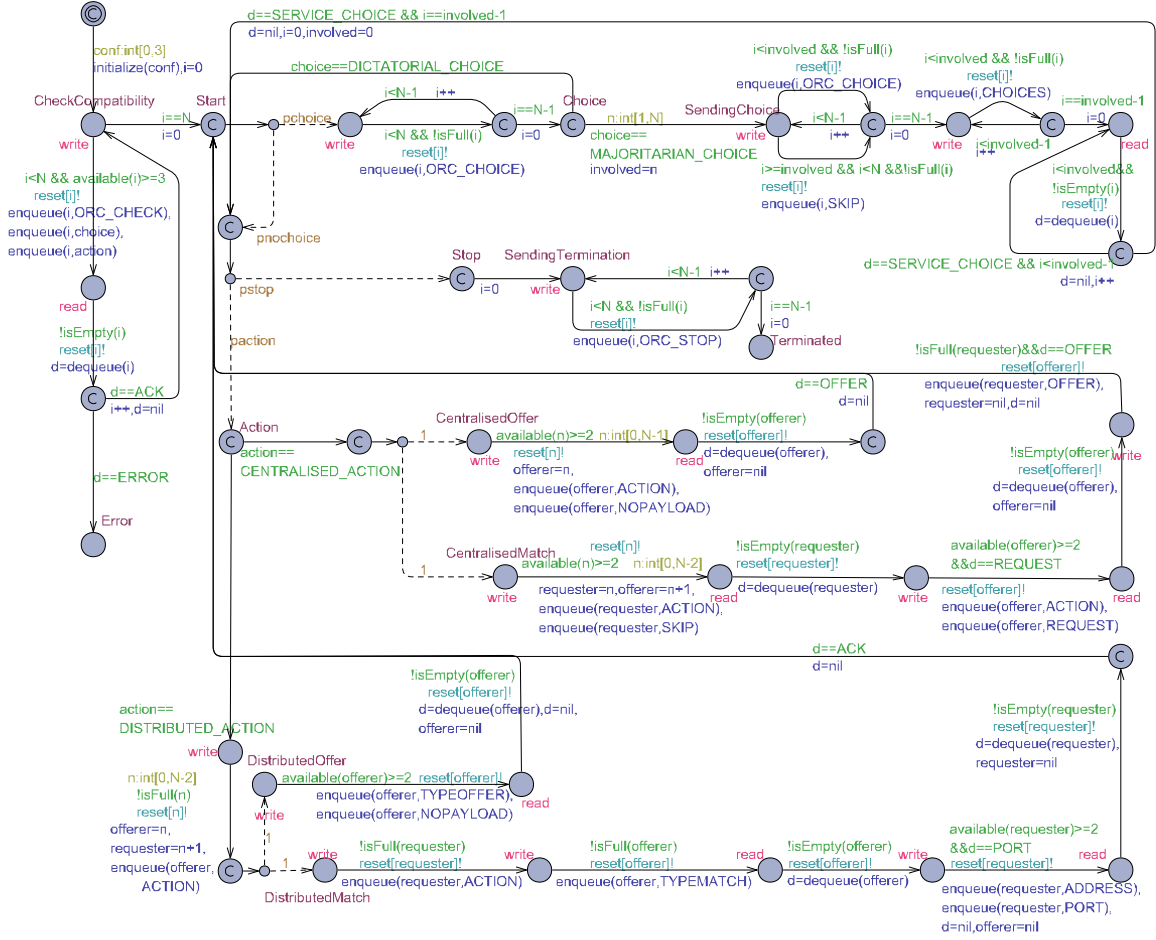 C
d==SERVICE_CHOICE && i==involved-1
d=nil,i=0,involved=0
conf:int[0,3]
initialize(conf),i=0
choice==DICTATORIAL_CHOICE
i<involved && !isFull(i)
reset[i]!
enqueue(i,ORC_CHOICE)
i<involved && !isFull(i)
reset[i]!
enqueue(i,CHOICES)
CheckCompatibility
write
i==N
i=0
Start
C
pchoice
i<N-1 i++
write
i<N && !isFull(i)
reset[i]!
enqueue(i,ORC_CHOICE)
C
i==N-1
i=0
Choice
C
n:int[1,N]
choice==
MAJORITARIAN_CHOICE
involved=n
SendingChoice
write
i<N-1
i++
C
i==N-1
i=0
i>=involved && i<N &&!isFull(i)
reset[i]!
enqueue(i,SKIP)
write
i<involved-1
i++
C
i==involved-1
i=0
read
i<involved&&
!isEmpty(i)
reset[i]!
d=dequeue(i)
C
d==SERVICE_CHOICE && i<involved-1
d=nil,i++
i<N && available(i)>=3
reset[i]!
enqueue(i,ORC_CHECK),
enqueue(i,choice),
enqueue(i,action)
read
!isEmpty(i)
reset[i]!
d=dequeue(i)
C
d==ACK
i++,d=nil
d==ERROR
Error
C
pnochoice
pstop
paction
Stop
C
i=0
SendingTermination
write
i<N-1 i++
C
i<N && !isFull(i)
reset[i]!
enqueue(i,ORC_STOP)
i==N-1
i=0
Terminated
!isFull(requester)&&d==OFFER
reset[offerer]!
enqueue(requester,OFFER),
requester=nil,d=nil
write
d==OFFER
d=nil
Action
C
action==
CENTRALISED_ACTION
C
1
CentralisedOffer
write
available(n)>=2 n:int[0,N-1]
reset[n]!
offerer=n,
enqueue(offerer,ACTION),
enqueue(offerer,NOPAYLOAD)
read
!isEmpty(offerer)
reset[offerer]!
d=dequeue(offerer),
offerer=nil
C
!isEmpty(offerer)
reset[offerer]!
d=dequeue(offerer),
offerer=nil
1
CentralisedMatch
write
reset[n]!
available(n)>=2 n:int[0,N-2]
requester=n,offerer=n+1,
enqueue(requester,ACTION),
enqueue(requester,SKIP)
read
!isEmpty(requester)
reset[requester]!
d=dequeue(requester)
write
available(offerer)>=2
&&d==REQUEST
reset[offerer]!
enqueue(offerer,ACTION),
enqueue(offerer,REQUEST)
read
d==ACK
d=nil
C
action==
DISTRIBUTED_ACTION
write
n:int[0,N-2]
!isFull(n)
reset[n]!
offerer=n,
requester=n+1,
enqueue(offerer,
ACTION)
C
1
DistributedOffer
write
available(offerer)>=2 reset[offerer]!
enqueue(offerer,TYPEOFFER),
enqueue(offerer,NOPAYLOAD)
read
!isEmpty(offerer)
reset[offerer]!
d=dequeue(offerer),d=nil,
offerer=nil
1
DistributedMatch
write
!isFull(requester)
reset[requester]!
enqueue(requester,ACTION)
write
!isFull(offerer)
reset[offerer]!
enqueue(offerer,TYPEMATCH)
read
!isEmpty(offerer)
reset[offerer]!
d=dequeue(offerer)
write
available(requester)>=2
&&d==PORT
reset[requester]!
enqueue(requester,ADDRESS),
enqueue(requester,PORT),
d=nil,offerer=nil
read
!isEmpty(requester)
reset[requester]!
d=dequeue(requester),
requester=nil